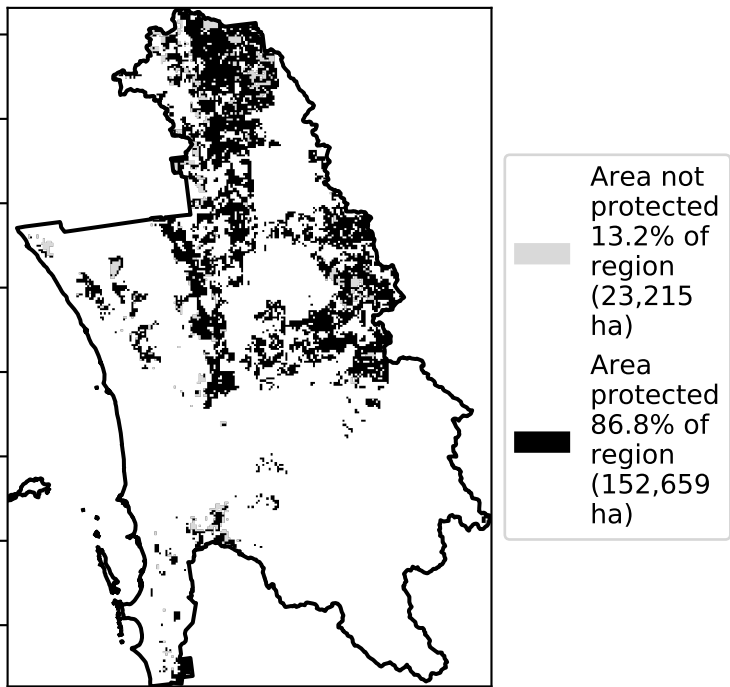 Area not
protected
13.2% of
region
(23,215
ha)
Area
protected
86.8% of
region
(152,659
ha)